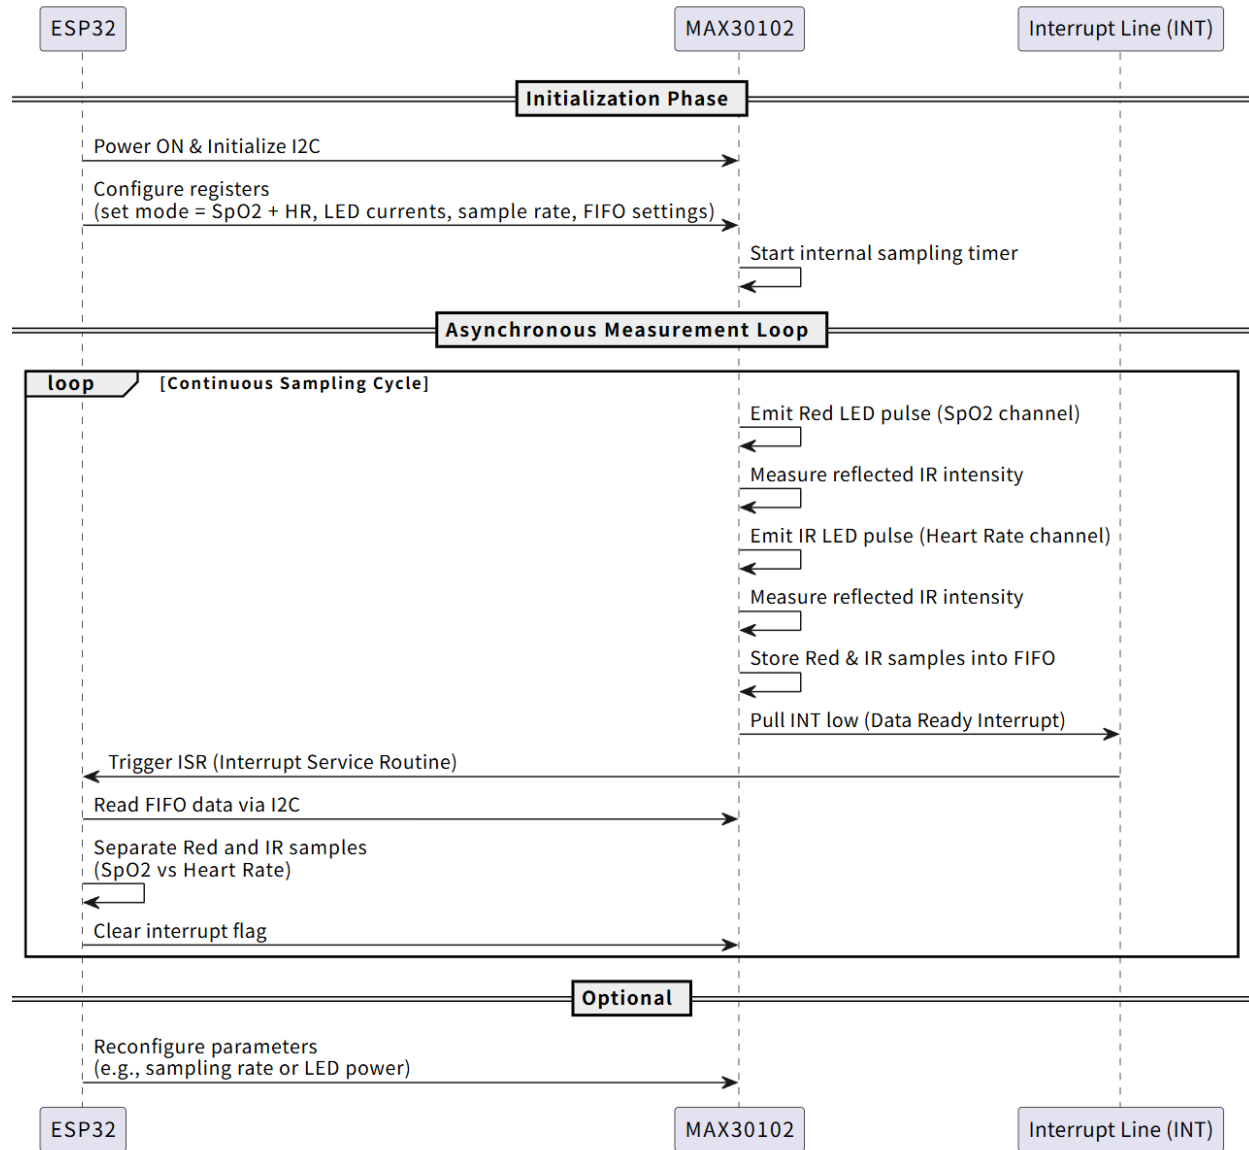 ESP32
MAX30102
Interrupt Line (INT)
Initialization Phase
Power ON & Initialize I2C
Configure registers
(set mode = SpO2 + HR, LED currents, sample rate, FIFO settings)
Start internal sampling timer
Asynchronous Measurement Loop
loop
[Continuous Sampling Cycle]
Emit Red LED pulse (SpO2 channel)
Measure reflected IR intensity
Emit IR LED pulse (Heart Rate channel)
Measure reflected IR intensity
Store Red & IR samples into FIFO
Pull INT low (Data Ready Interrupt)
Trigger ISR (Interrupt Service Routine)
Read FIFO data via I2C
Separate Red and IR samples
(SpO2 vs Heart Rate)
Clear interrupt flag
Optional
Reconfigure parameters
(e.g., sampling rate or LED power)
ESP32
MAX30102
Interrupt Line (INT)